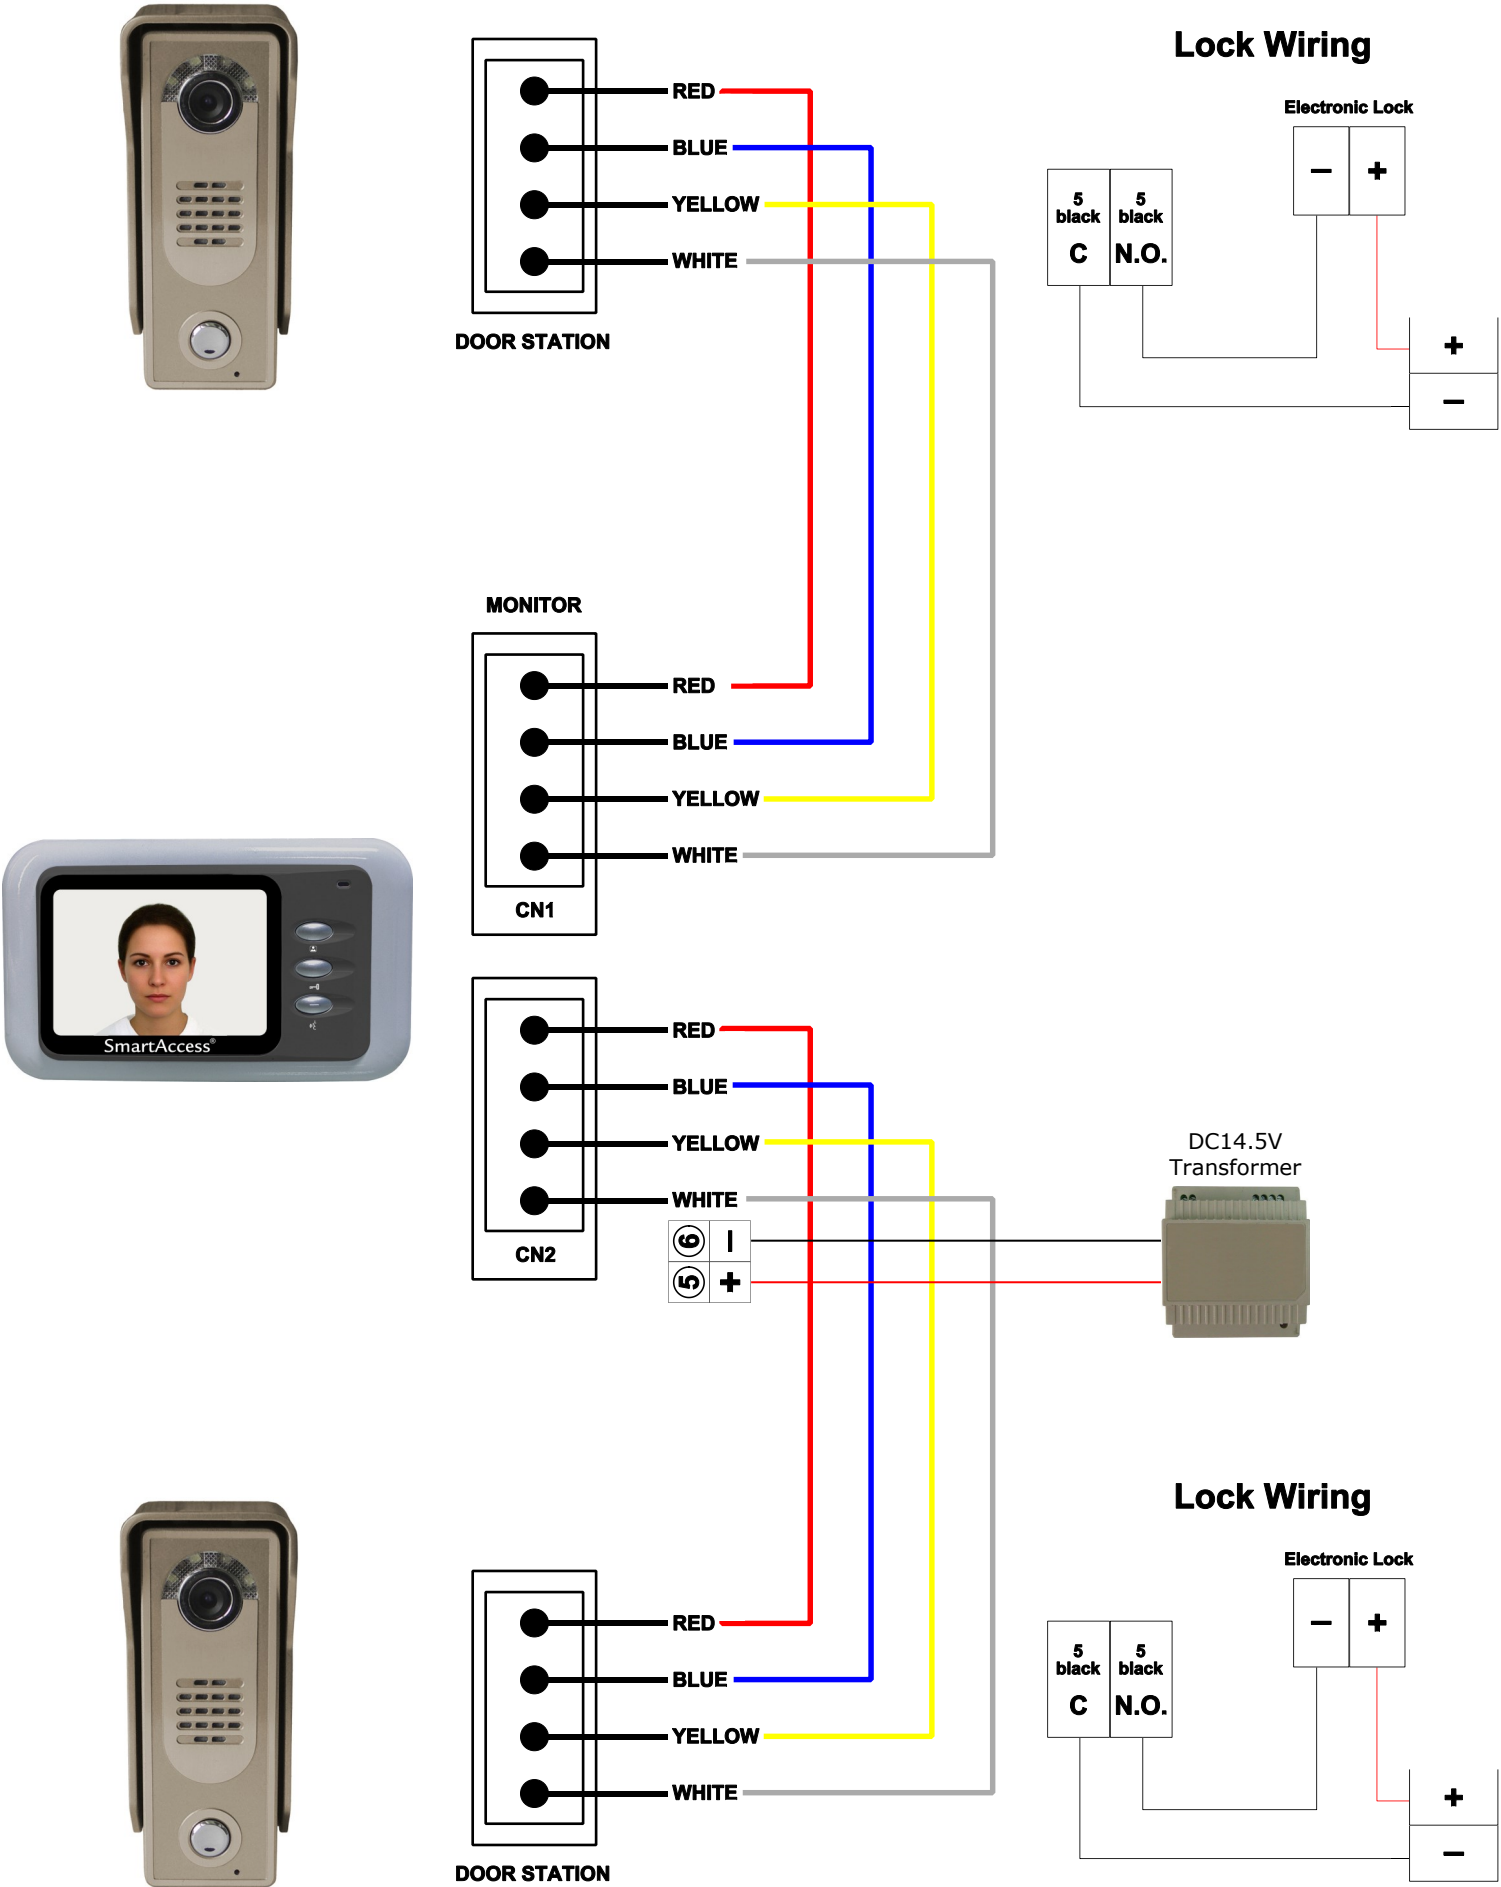 Lock Wiring
Electronic Lock
− +
5 black C
5 black N.O.
+
−
RED
BLUE
YELLOW
WHITE
DOOR STATION
MONITOR
RED
BLUE
YELLOW
WHITE
CN1
SmartAccess®
RED
BLUE
YELLOW
WHITE
CN2
6 −
5 +
DC14.5V
Transformer
Lock Wiring
Electronic Lock
− +
5 black C
5 black N.O.
+
−
RED
BLUE
YELLOW
WHITE
DOOR STATION